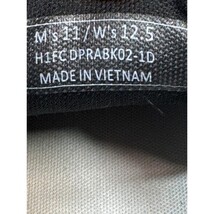 M's 11 / W's 12.5
H1FC DPRABK02-1D
MADE IN VIETNAM